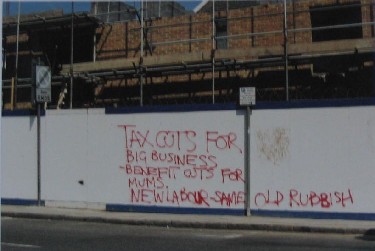 TAX CUTS FOR
BIG BUSINESS
-BENEFIT CUTS FOR
MUMS.
NEW LABOUR-SAME OLD RUBBISH